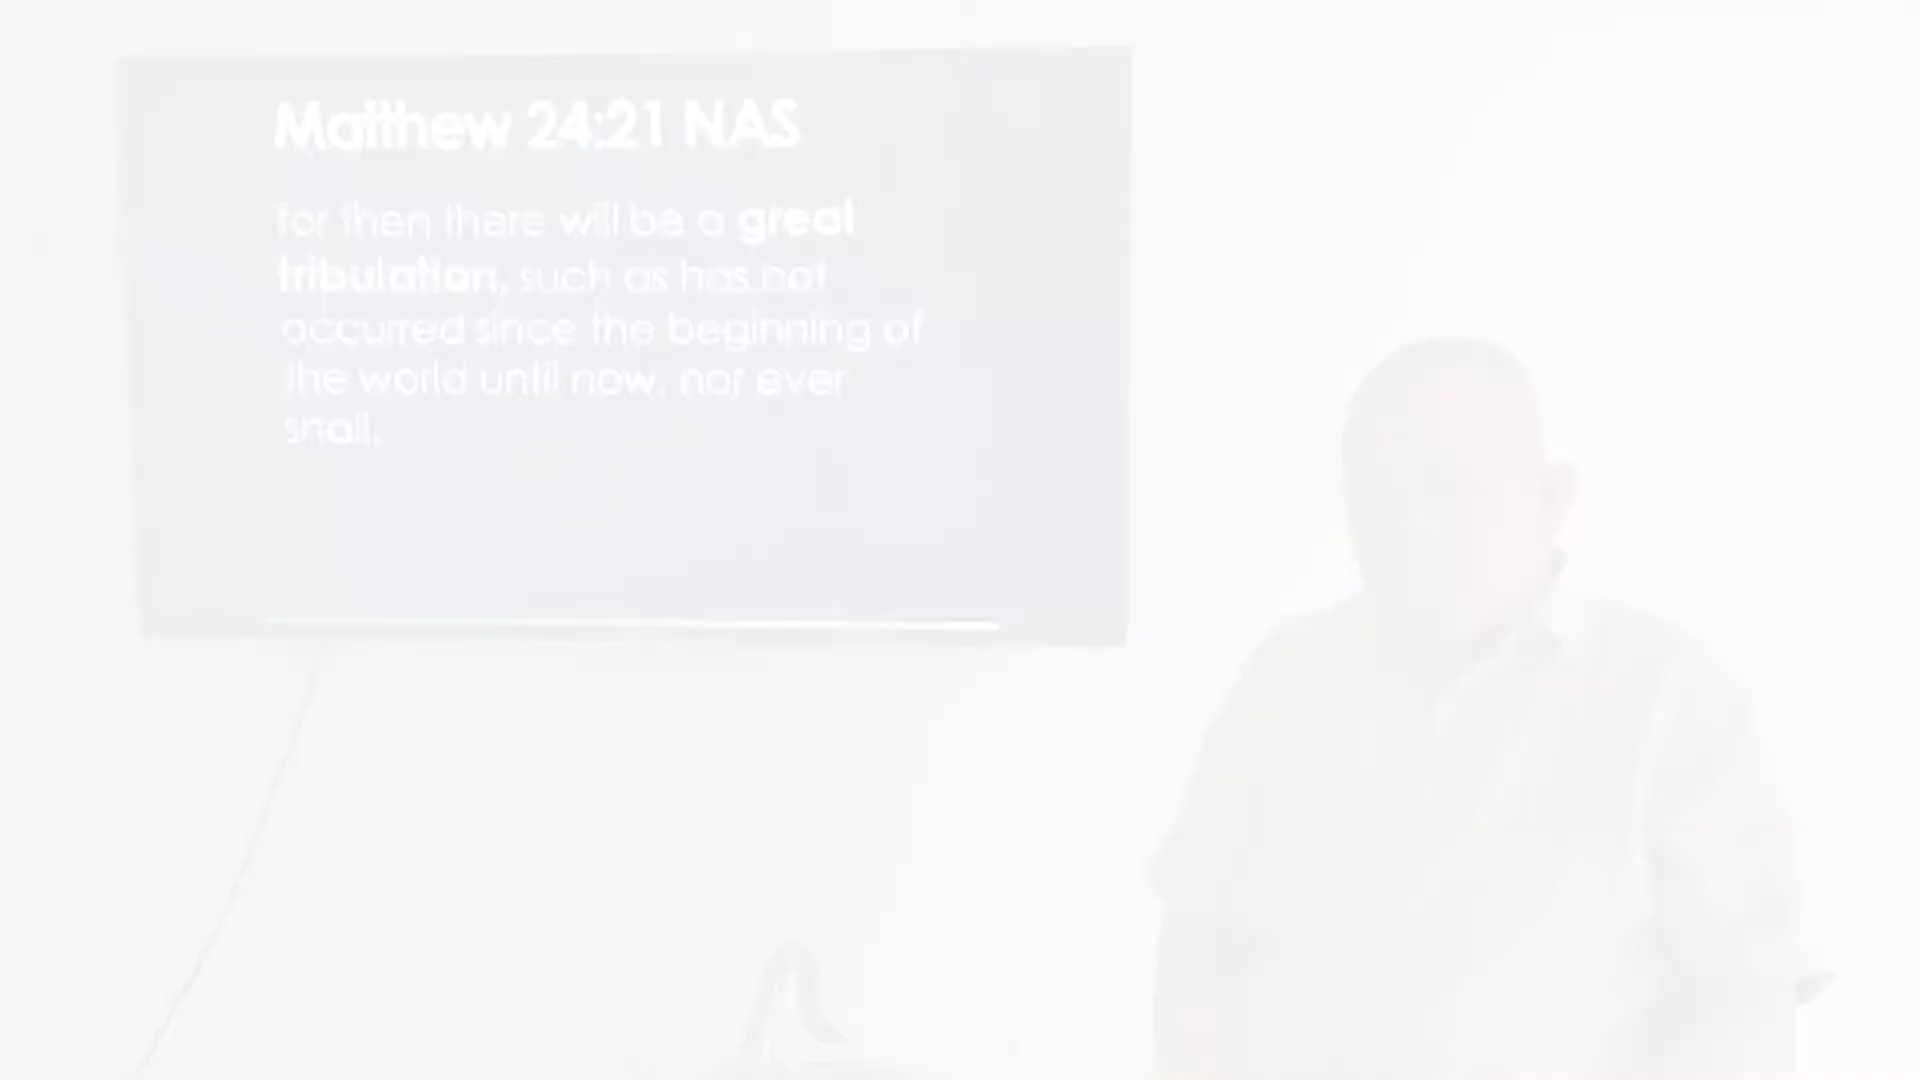 Matthew 24:21 NAS
for then there will be a great
tribulation, such as has not
occurred since the beginning of
the world until now, nor ever
shall.